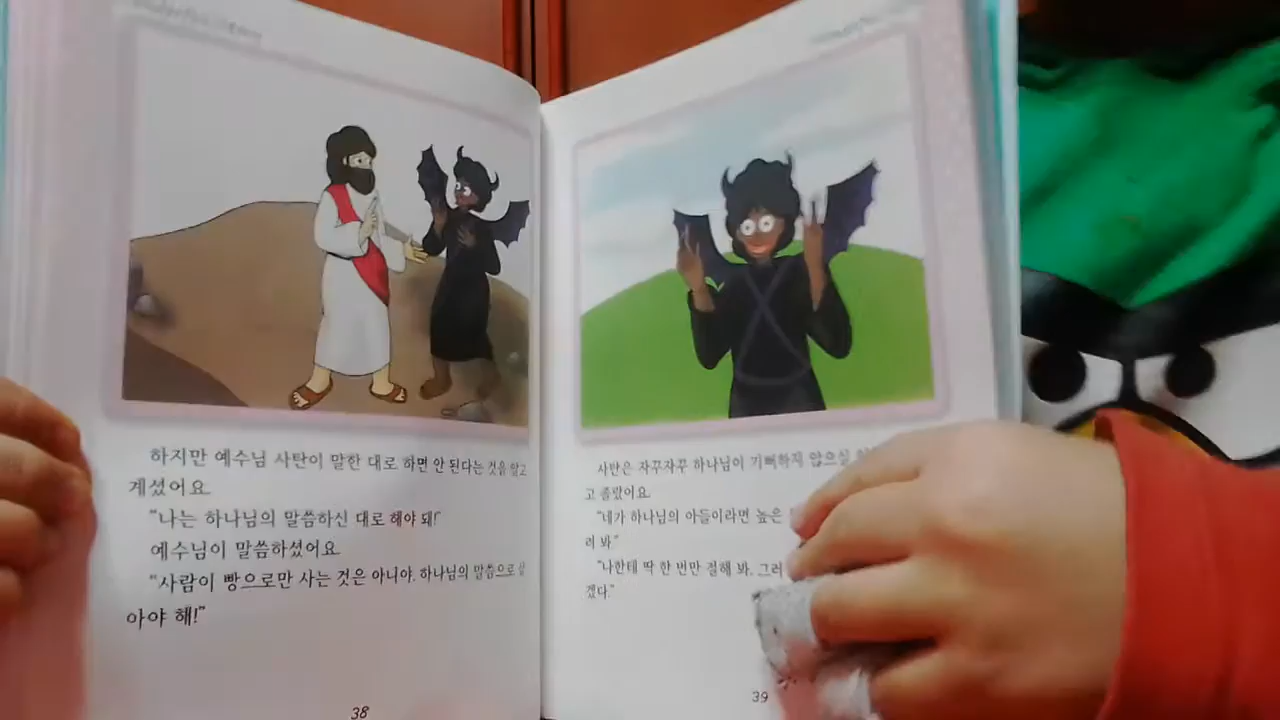 하지만 예수님 사탄이 말한 대로 하면 안 된다는 것을 알고
계셨어요.
"나는 하나님의 말씀하신 대로 해야 돼!"
예수님이 말씀하셨어요.
"사람이 빵으로만 사는 것은 아니야. 하나님의 말씀으로 살
아야 해!"
38
사탄은 자꾸자꾸 하나님이 기뻐하지 않으실
고 졸랐어요.
"네가 하나님의 아들이라면 높은
려 봐."
"나한테 딱 한 번만 절해 봐. 그러
겠다."
39